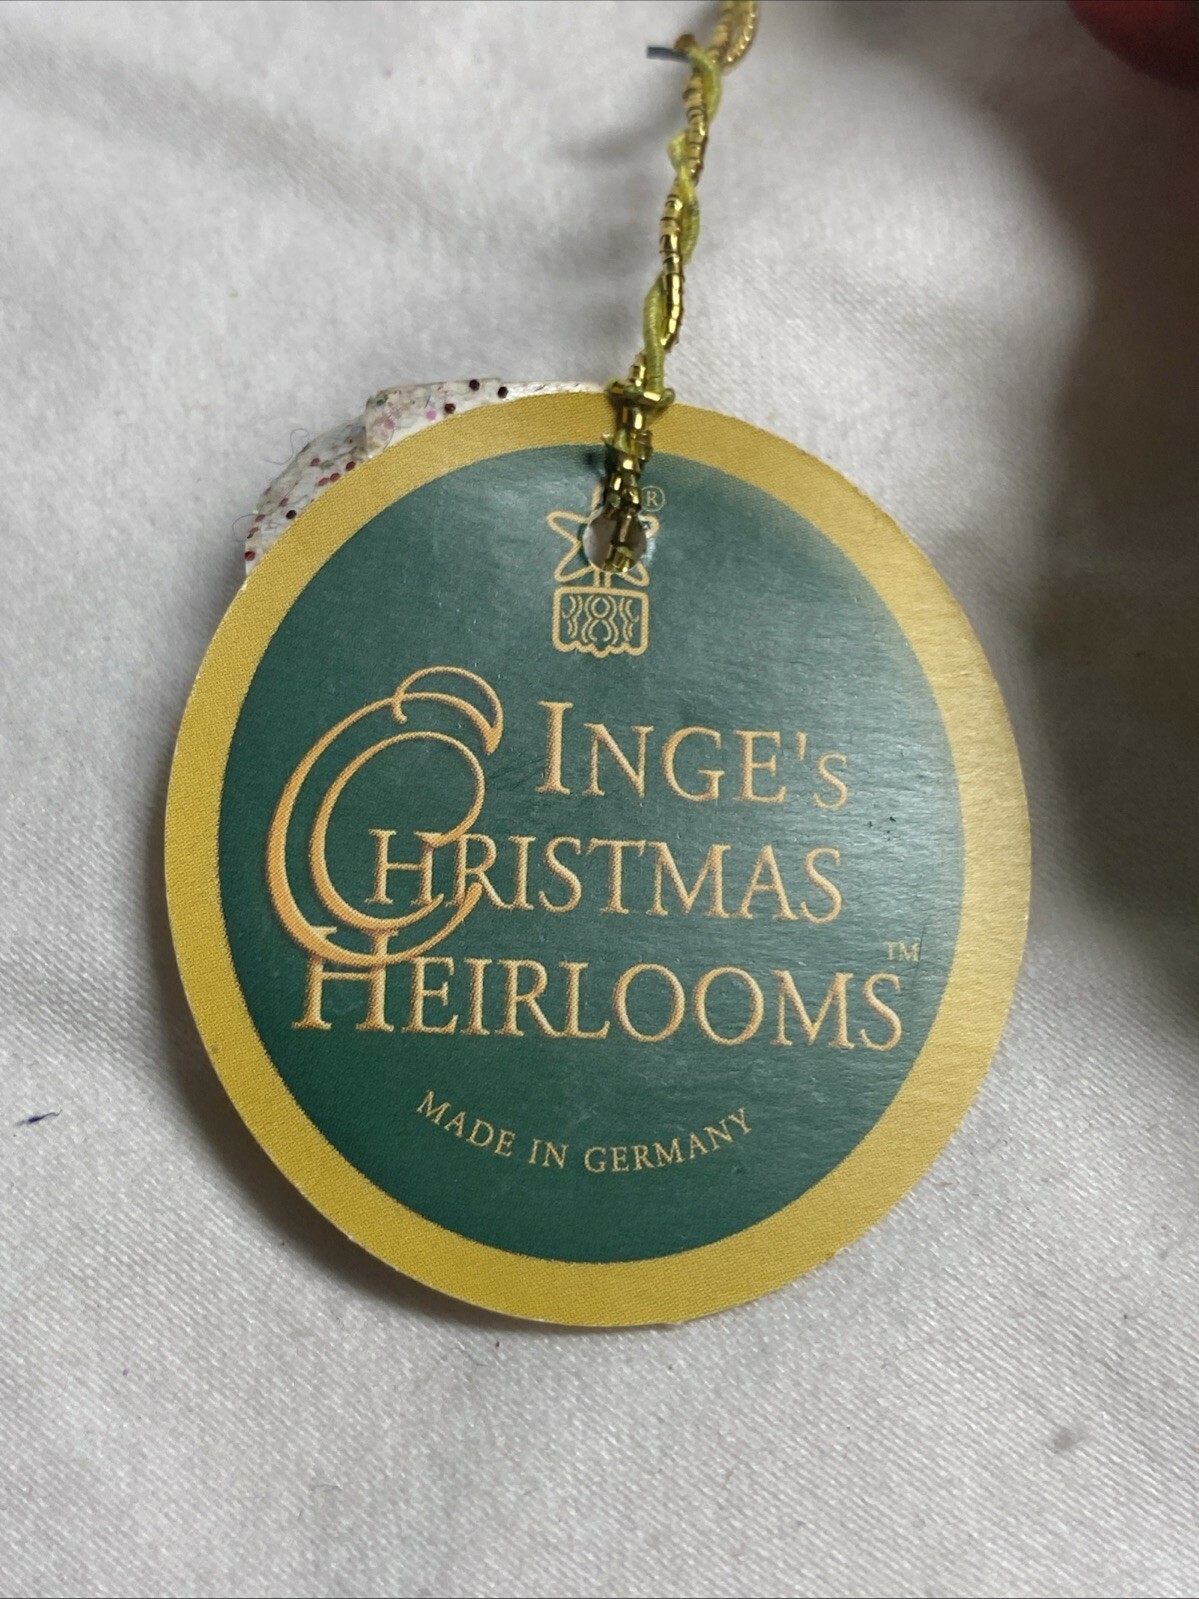 ®
INGE's
CHRISTMAS
HEIRLOOMS™
MADE IN GERMANY